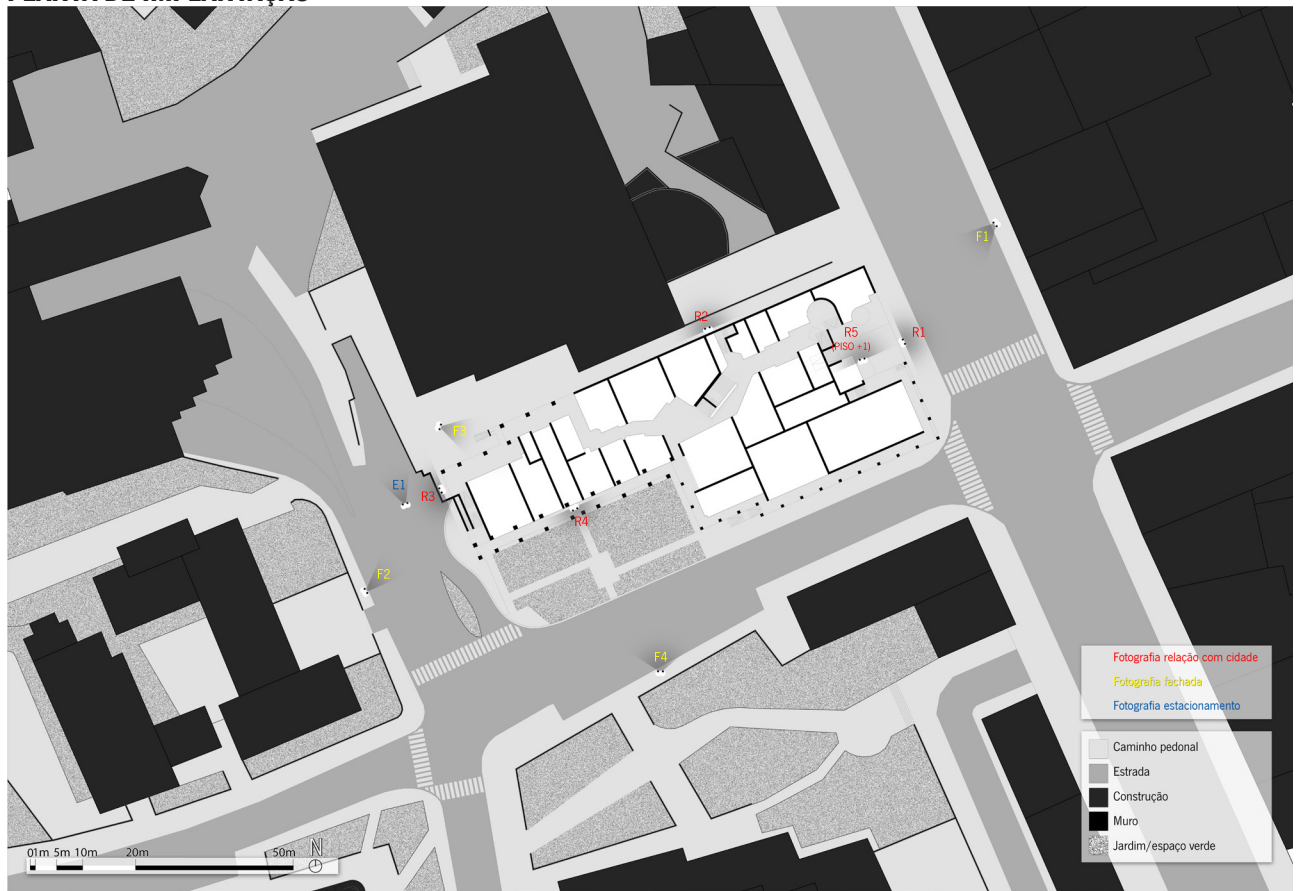 F1
R2
R5
(PISO +1)
R1
F3
E1
R3
R4
F2
F4
Fotografia relação com cidade
Fotografia fachada
Fotografia estacionamento
Caminho pedonal
Estrada
Construção
Muro
Jardim/espaço verde
01m 5m 10m 20m 50m
N